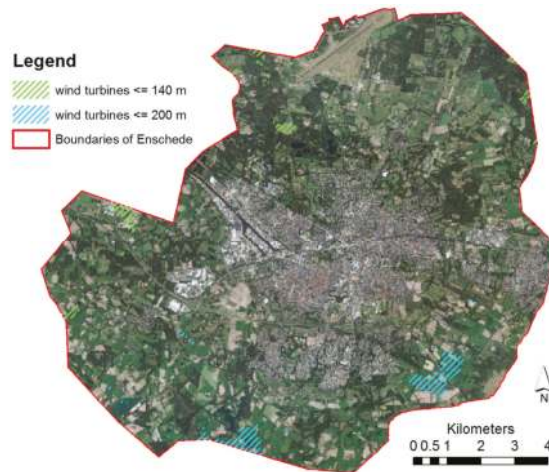 Legend
wind turbines <= 140 m
wind turbines <= 200 m
Boundaries of Enschede
N
Kilometers
0 0.5 1 2 3 4